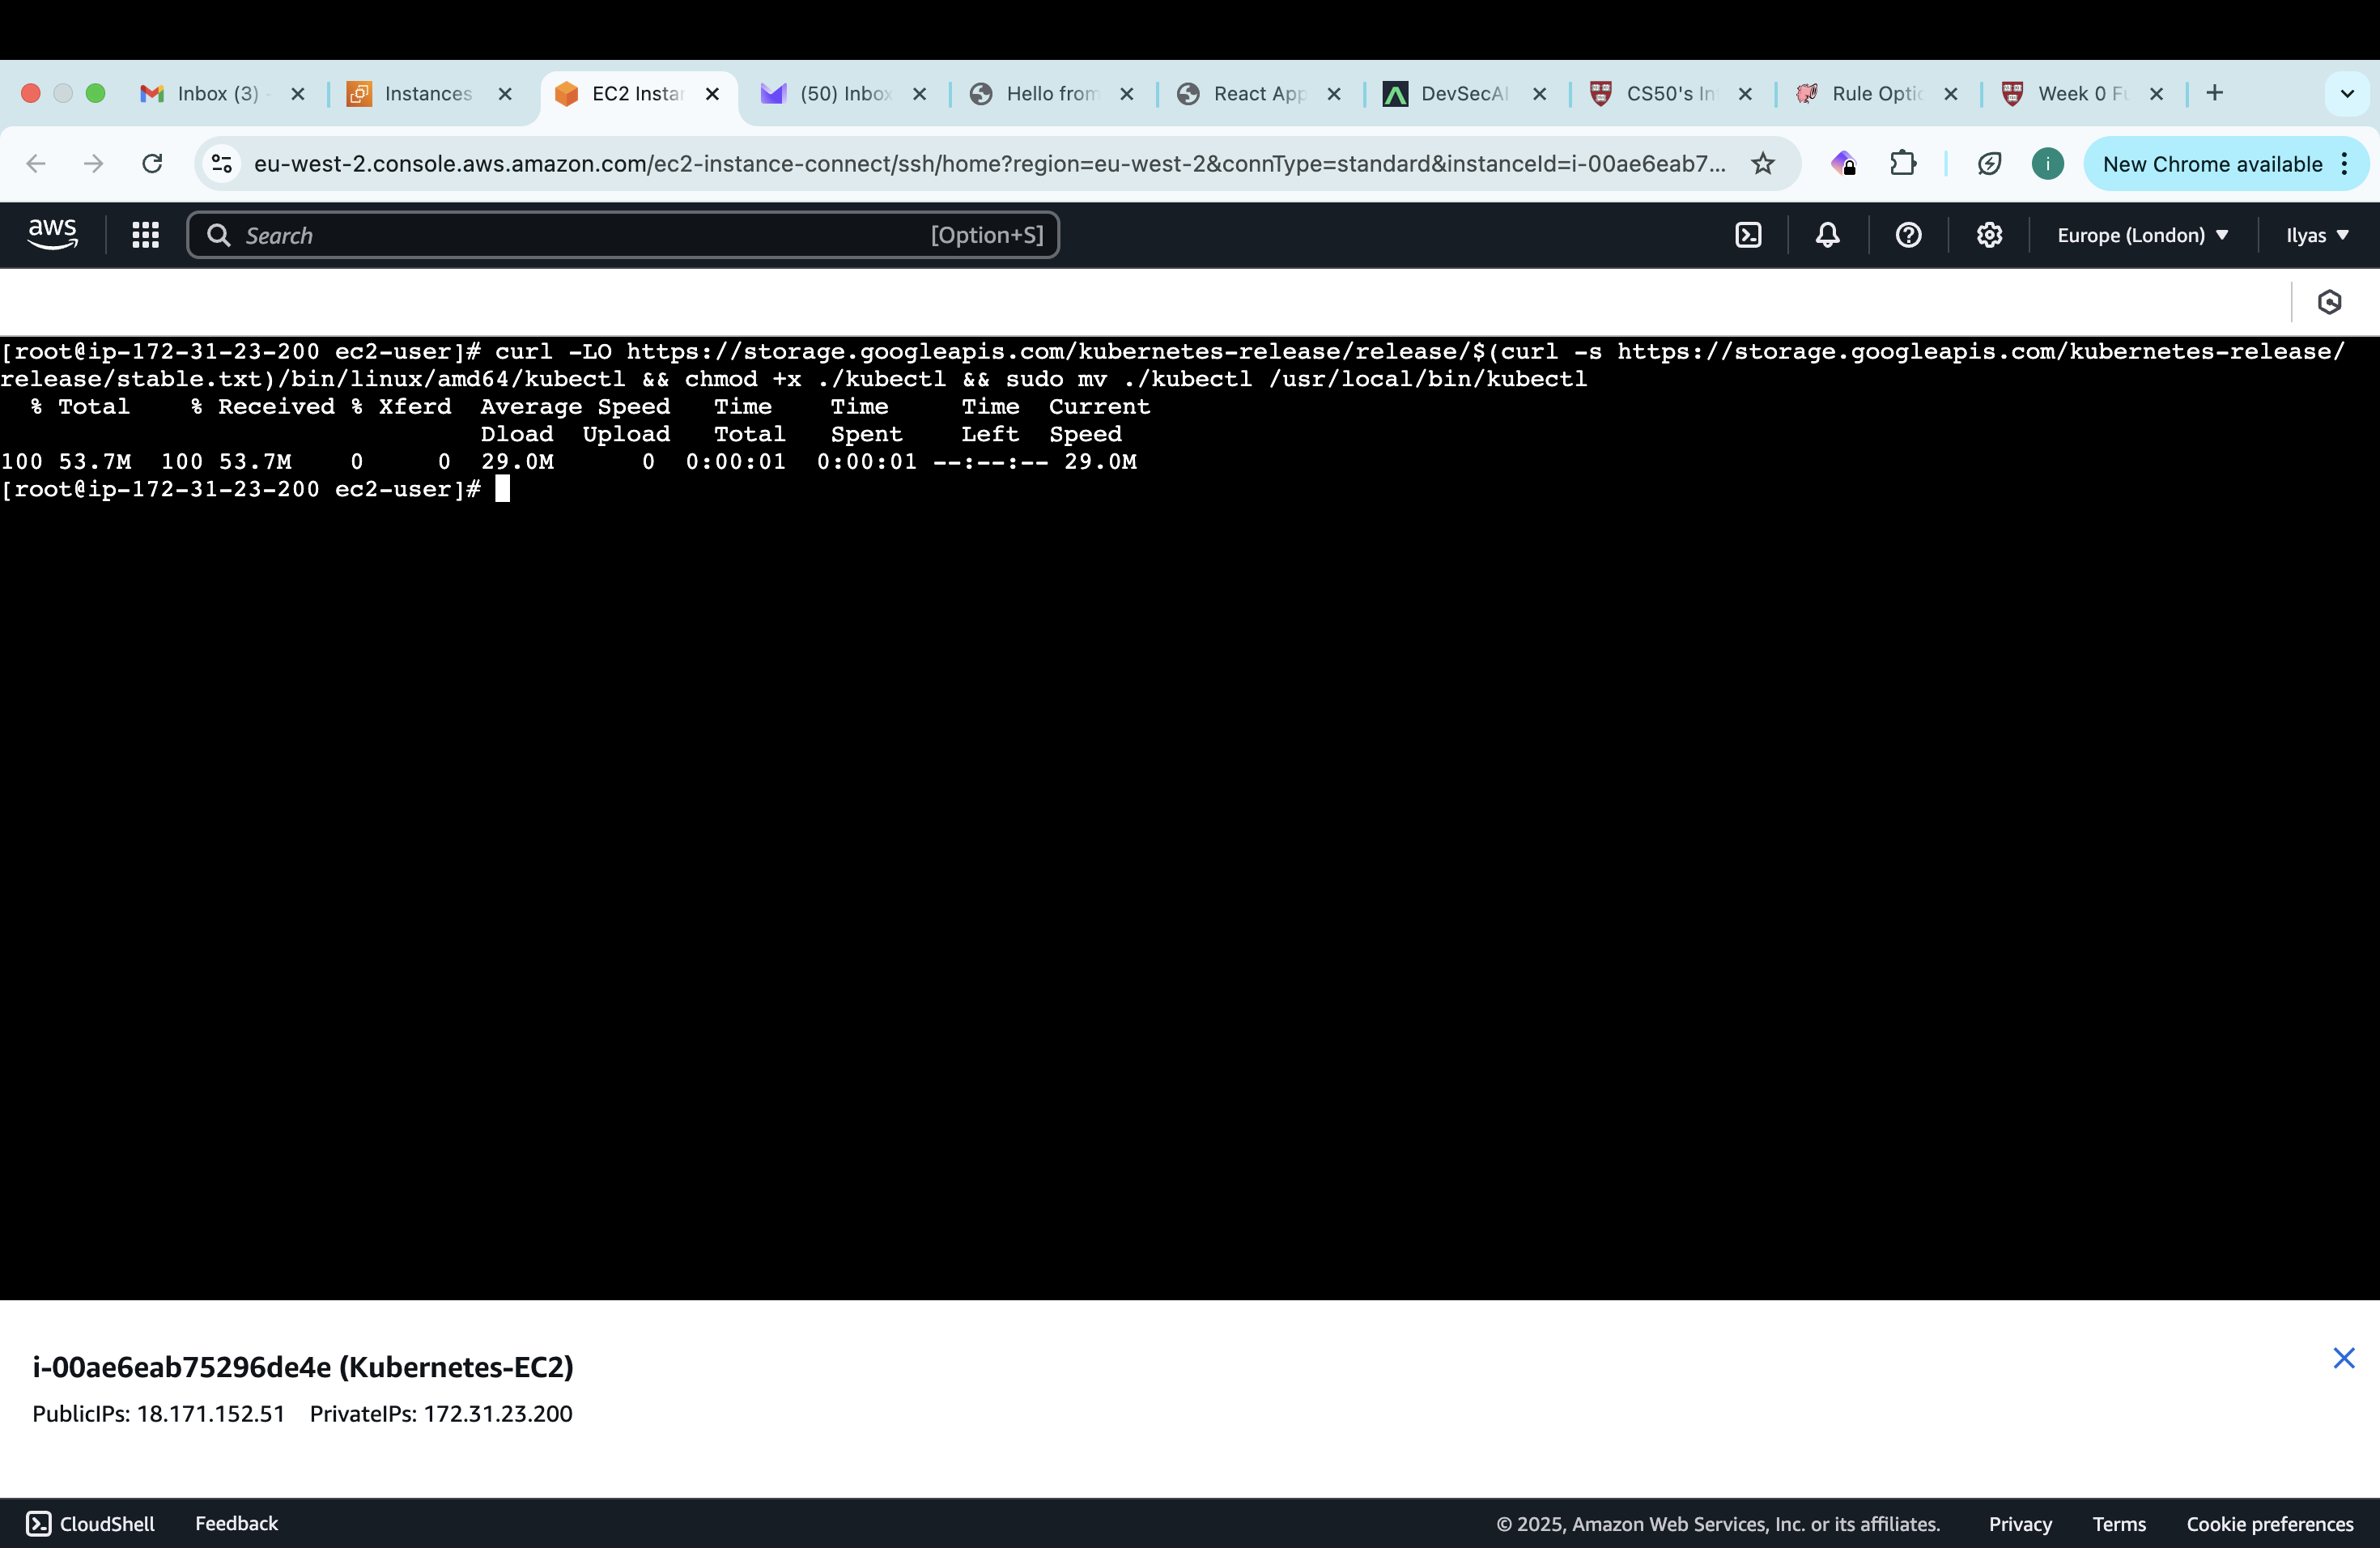 Inbox (3) -
Instances
EC2 Instan
(50) Inbox
Hello from
React App
DevSecAI
CS50's In
Rule Optio
Week 0 Fu
eu-west-2.console.aws.amazon.com/ec2-instance-connect/ssh/home?region=eu-west-2&connType=standard&instanceId=i-00ae6eab7...
i
New Chrome available
aws
Search
[Option+S]
Europe (London)
Ilyas
[root@ip-172-31-23-200 ec2-user]# curl -LO https://storage.googleapis.com/kubernetes-release/release/$(curl -s https://storage.googleapis.com/kubernetes-release/
release/stable.txt)/bin/linux/amd64/kubectl && chmod +x ./kubectl && sudo mv ./kubectl /usr/local/bin/kubectl
% Total % Received % Xferd Average Speed Time Time Time Current
Dload Upload Total Spent Left Speed
100 53.7M 100 53.7M 0 0 29.0M 0 0:00:01 0:00:01 --:--:-- 29.0M
[root@ip-172-31-23-200 ec2-user]#
i-00ae6eab75296de4e (Kubernetes-EC2)
PublicIPs: 18.171.152.51 PrivateIPs: 172.31.23.200
CloudShell
Feedback
© 2025, Amazon Web Services, Inc. or its affiliates.
Privacy
Terms
Cookie preferences